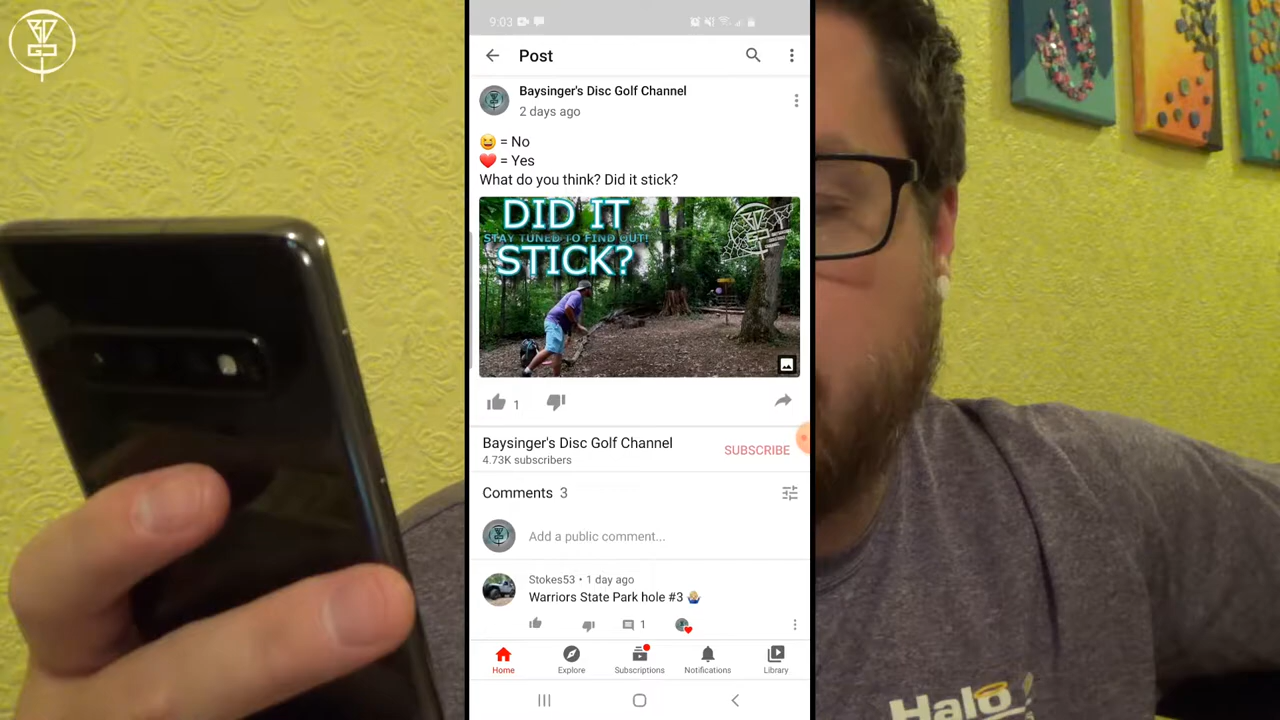 9:03
Post
Baysinger's Disc Golf Channel
2 days ago
😆 = No
❤️ = Yes
What do you think? Did it stick?
DID IT
STAY TUNED TO FIND OUT!
STICK?
1
Baysinger's Disc Golf Channel
4.73K subscribers
SUBSCRIBE
Comments 3
Add a public comment...
Stokes53 • 1 day ago
Warriors State Park hole #3 🤷
1
Home
Explore
Subscriptions
Notifications
Library
Halo